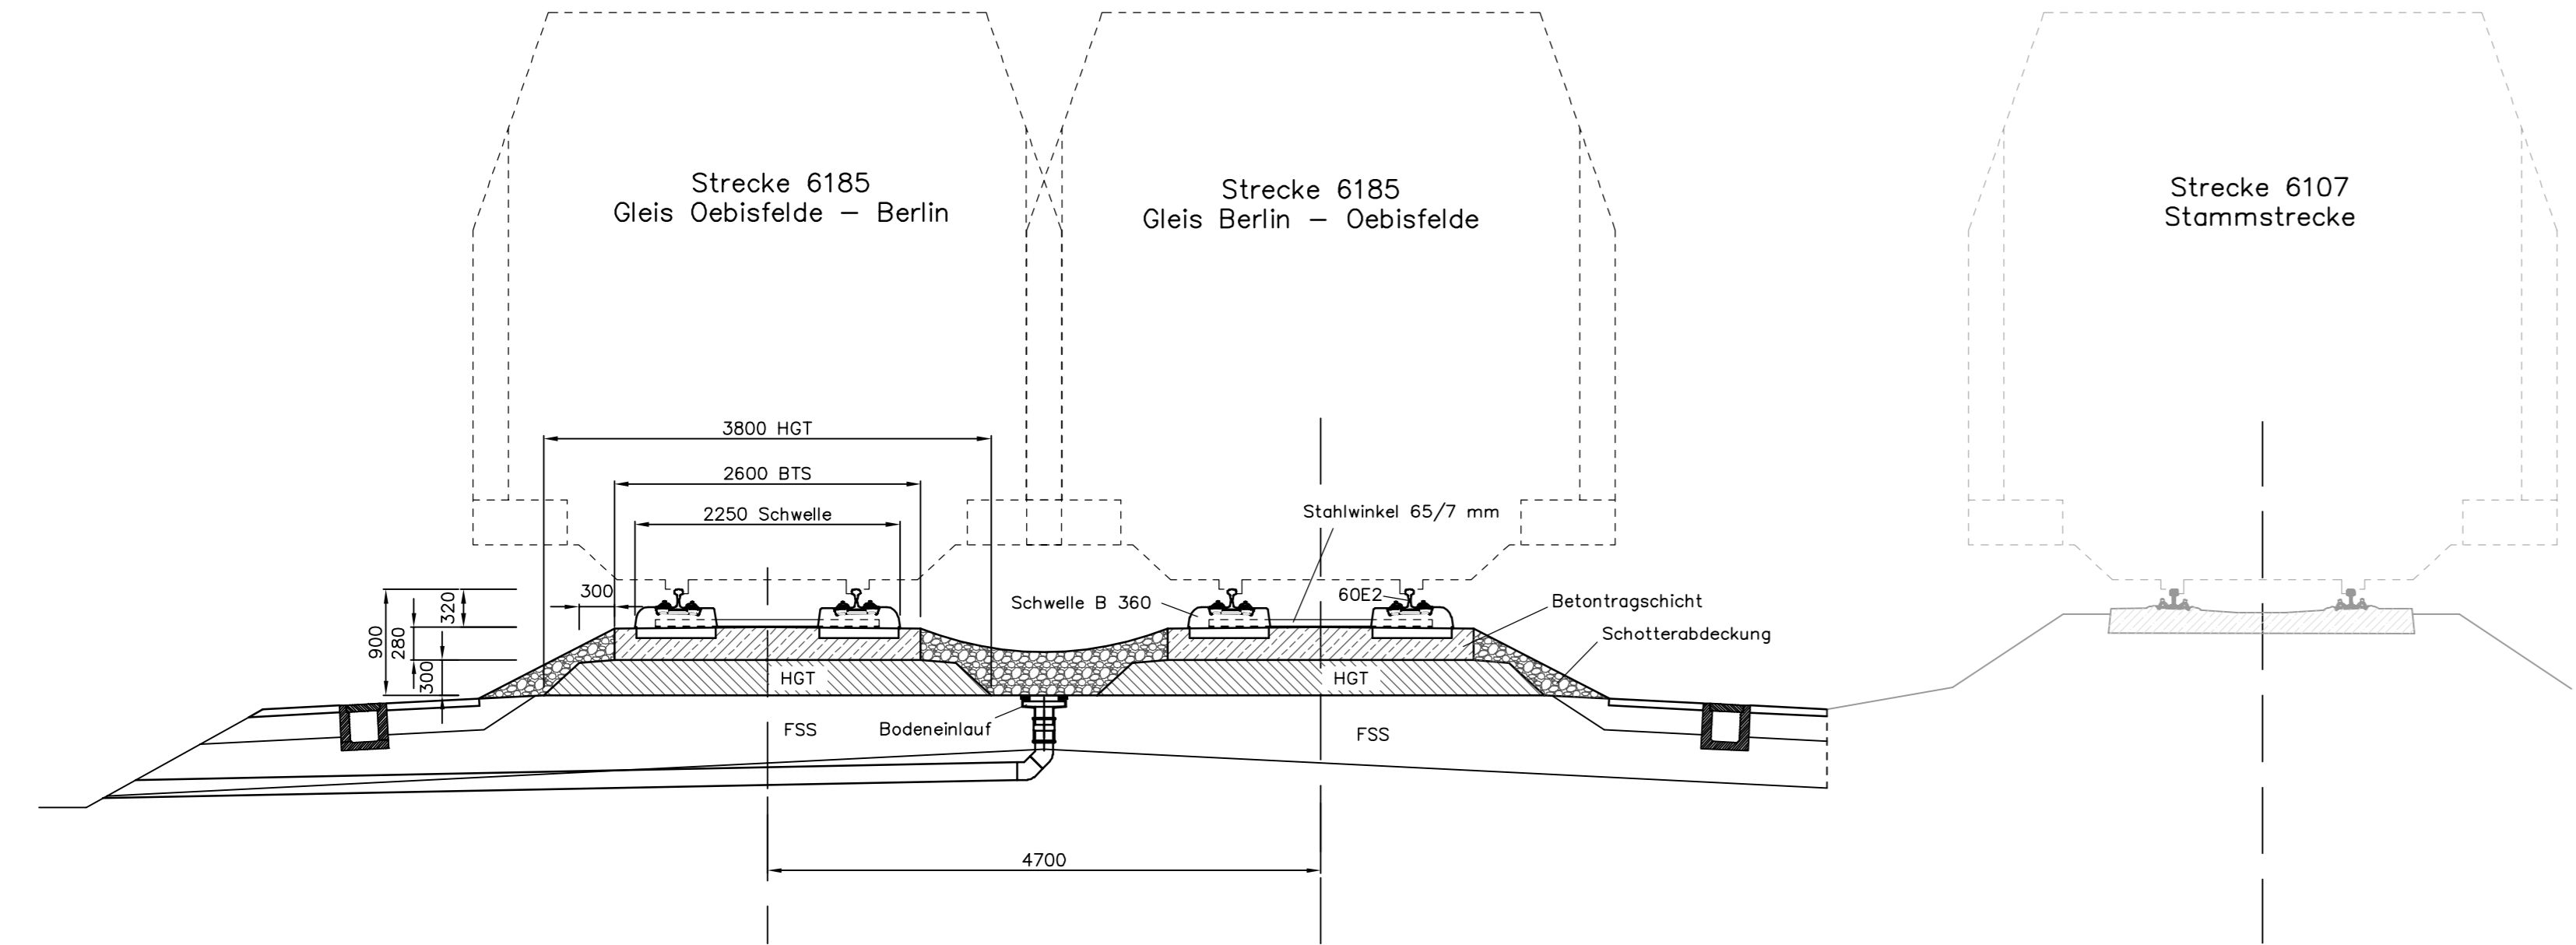 Strecke 6185
Gleis Oebisfelde – Berlin
Strecke 6185
Gleis Berlin – Oebisfelde
Strecke 6107
Stammstrecke
3800 HGT
2600 BTS
2250 Schwelle
Stahlwinkel 65/7 mm
300
320
900
280
300
Schwelle B 360
60E2
Betontragschicht
Schotterabdeckung
HGT
HGT
FSS
Bodeneinlauf
FSS
4700